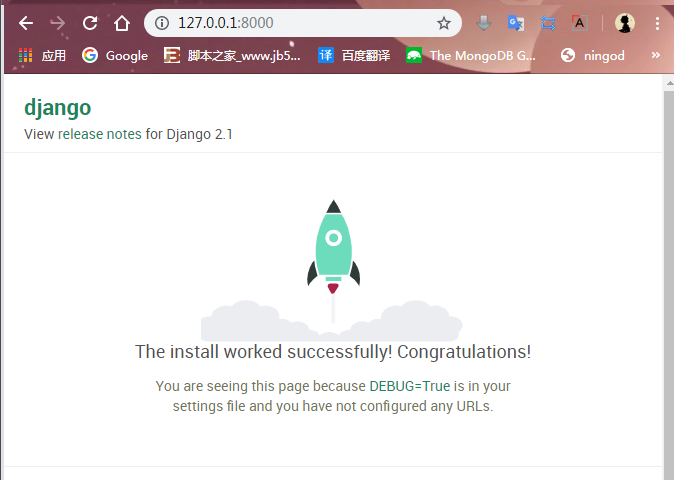 127.0.0.1:8000
应用 Google 脚本之家_www.jb5... 译 百度翻译 The MongoDB G... ningod »
django
View release notes for Django 2.1
The install worked successfully! Congratulations!
You are seeing this page because DEBUG=True is in your
settings file and you have not configured any URLs.